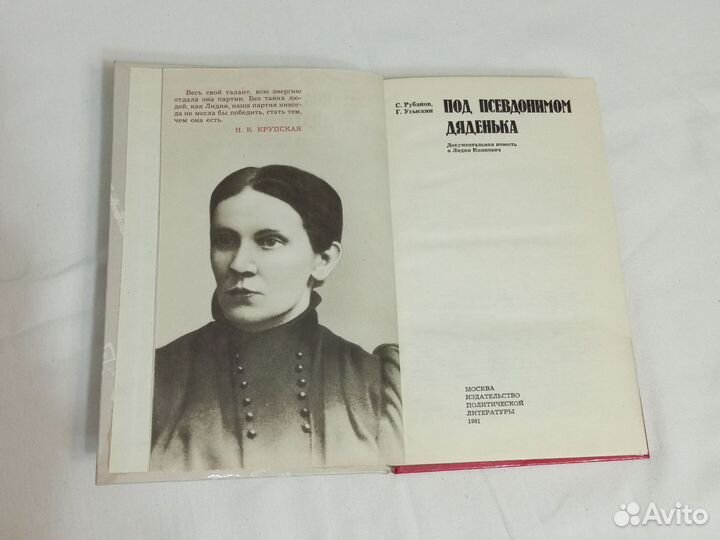 Весь свой талант, всю энергию
отдала она партии. Без таких лю-
дей, как Лидия, наша партия никог-
да не могла бы победить, стать тем,
чем она есть.
Н. К. КРУПСКАЯ
С. Рубанов,
Г. Усыскин
ПОД ПСЕВДОНИМОМ
ДЯДЕНЬКА
Документальная повесть
о Лидии Книпович
МОСКВА
ИЗДАТЕЛЬСТВО
ПОЛИТИЧЕСКОЙ
ЛИТЕРАТУРЫ
1981
Avito